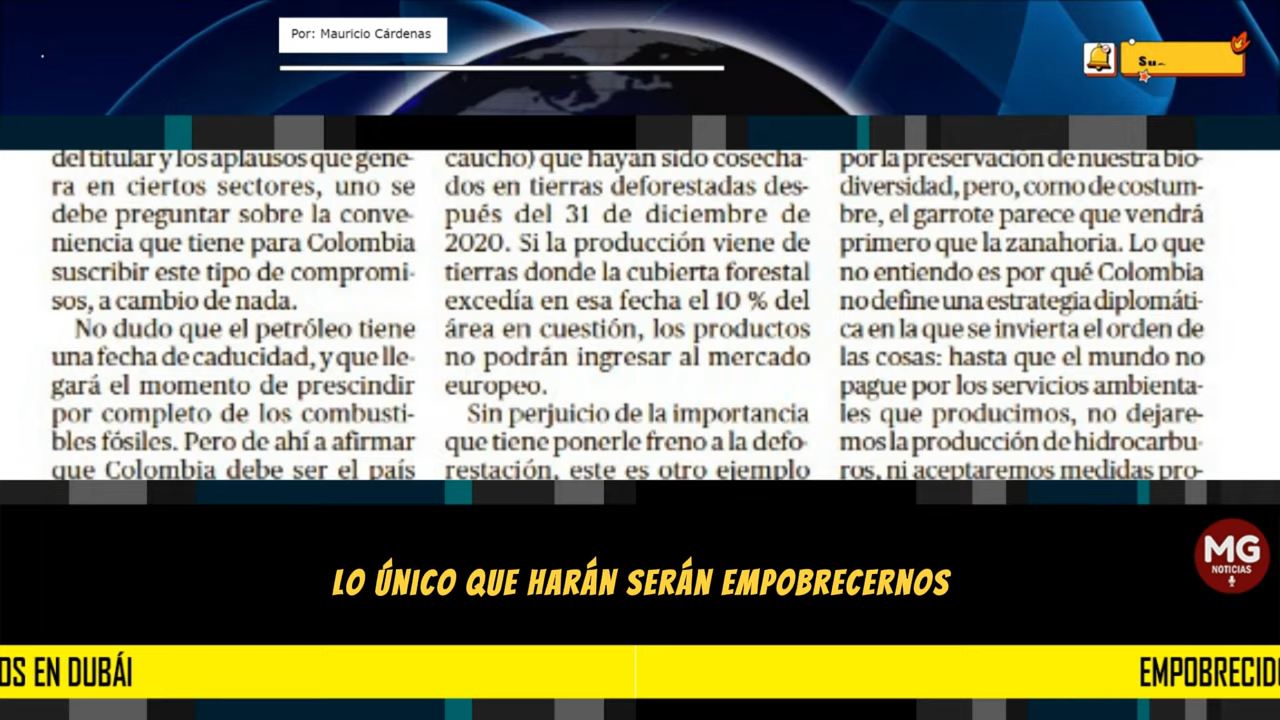 Por: Mauricio Cárdenas
Su
del titular y los aplausos que gene-
ra en ciertos sectores, uno se
debe preguntar sobre la conve-
niencia que tiene para Colombia
suscribir este tipo de compromi-
sos, a cambio de nada.
No dudo que el petróleo tiene
una fecha de caducidad, y que lle-
gará el momento de prescindir
por completo de los combusti-
bles fósiles. Pero de ahí a afirmar
que Colombia debe ser el país
caucho) que hayan sido cosecha-
dos en tierras deforestadas des-
pués del 31 de diciembre de
2020. Si la producción viene de
tierras donde la cubierta forestal
excedía en esa fecha el 10 % del
área en cuestión, los productos
no podrán ingresar al mercado
europeo.
Sin perjuicio de la importancia
que tiene ponerle freno a la defo-
restación, este es otro ejemplo
por la preservación de nuestra bio-
diversidad, pero, como de costum-
bre, el garrote parece que vendrá
primero que la zanahoria. Lo que
no entiendo es por qué Colombia
no define una estrategia diplomáti-
ca en la que se invierta el orden de
las cosas: hasta que el mundo no
pague por los servicios ambienta-
les que producimos, no dejare-
mos la producción de hidrocarbu-
ros, ni aceptaremos medidas pro-
LO ÚNICO QUE HARÁN SERÁN EMPOBRECERNOS
MG
NOTICIAS
OS EN DUBÁI
EMPOBRECID